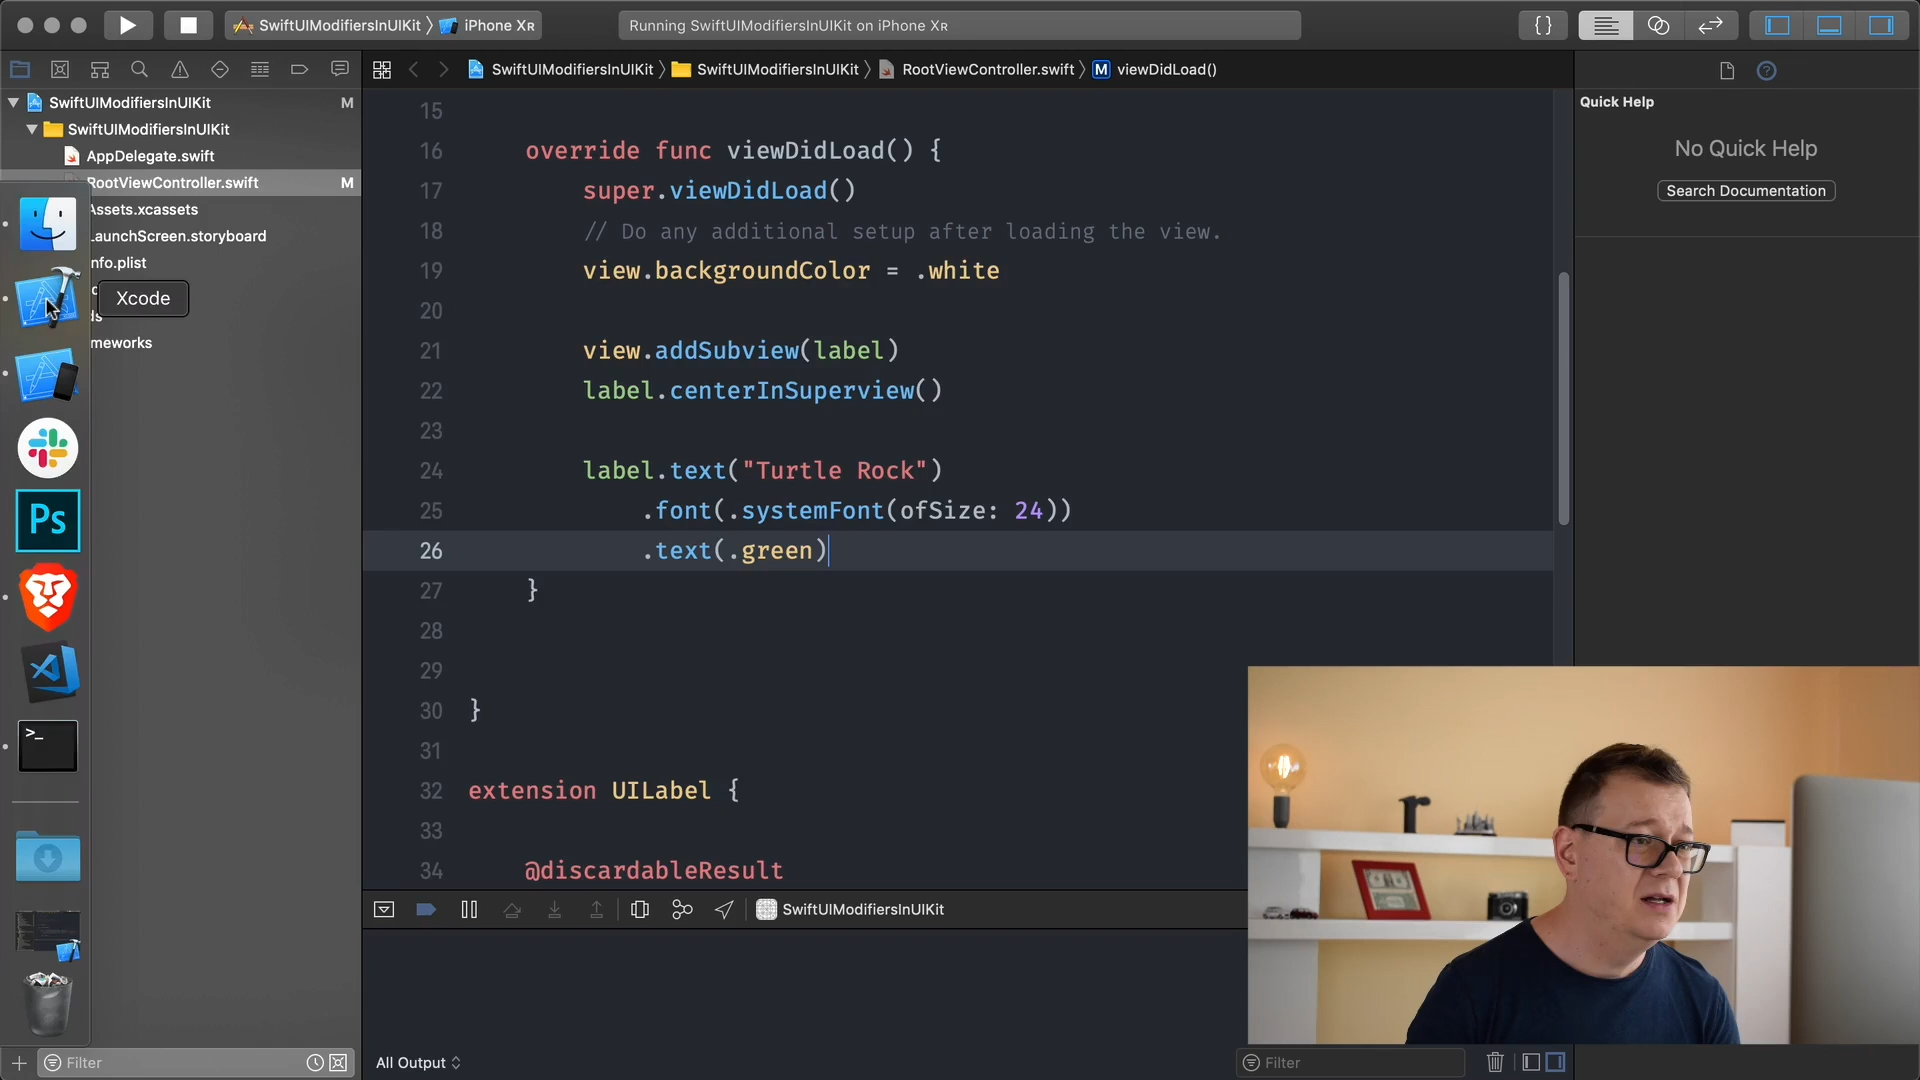 SwiftUIModifiersInUIKit 〉 iPhone XR
Running SwiftUIModifiersInUIKit on iPhone XR
{ }
SwiftUIModifiersInUIKit 〉 SwiftUIModifiersInUIKit 〉 RootViewController.swift 〉 M viewDidLoad()
SwiftUIModifiersInUIKit M
SwiftUIModifiersInUIKit
AppDelegate.swift
RootViewController.swift M
Assets.xcassets
LaunchScreen.storyboard
nfo.plist
Xcode
ds
meworks
Ps
>_
Filter
15
16 override func viewDidLoad() {
17 super.viewDidLoad()
18 // Do any additional setup after loading the view.
19 view.backgroundColor = .white
20
21 view.addSubview(label)
22 label.centerInSuperview()
23
24 label.text("Turtle Rock")
25 .font(.systemFont(ofSize: 24))
26 .text(.green)
27 }
28
29
30 }
31
32 extension UILabel {
33
34 @discardableResult
SwiftUIModifiersInUIKit
All Output
Filter
Quick Help
No Quick Help
Search Documentation